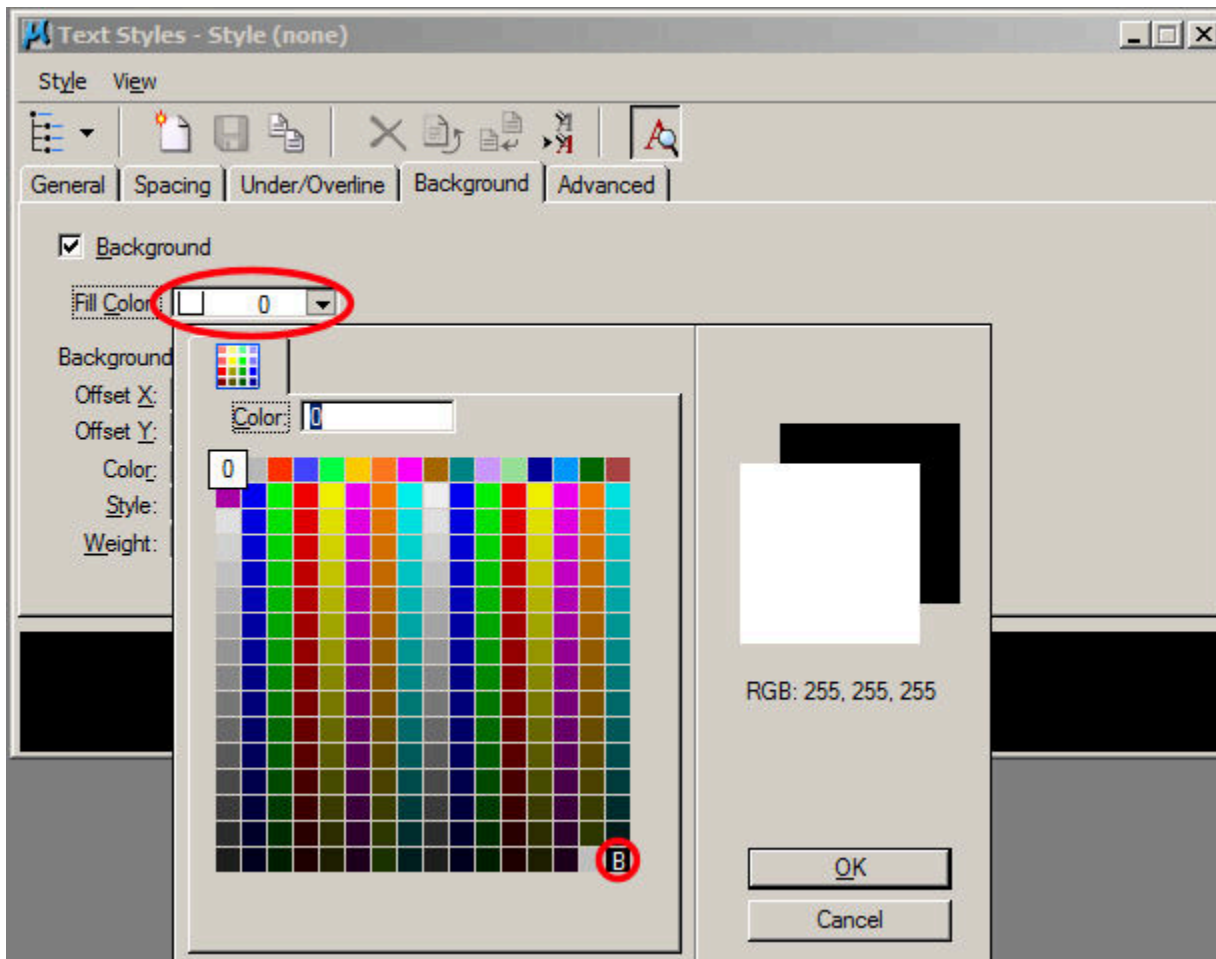 Text Styles - Style (none)
Style View
General Spacing Under/Overline Background Advanced
Background
Fill Color: 0
Background
Offset X:
Offset Y:
Color:
Style:
Weight:
Color: 0
0
B
RGB: 255, 255, 255
OK
Cancel